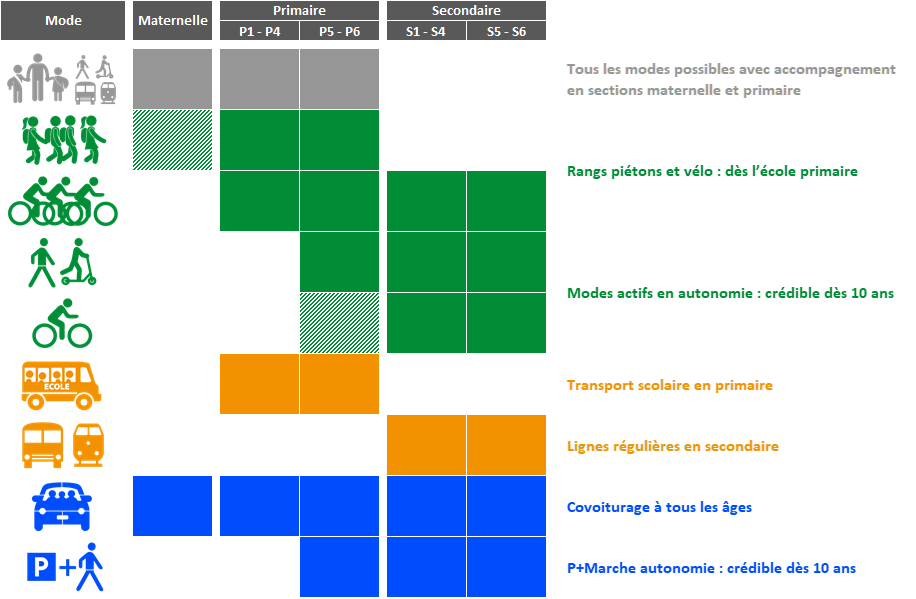 Mode
Maternelle
Primaire
Secondaire
P1 - P4
P5 - P6
S1 - S4
S5 - S6
Tous les modes possibles avec accompagnement
en sections maternelle et primaire
Rangs piétons et vélo : dès l’école primaire
Modes actifs en autonomie : crédible dès 10 ans
ECOLE
Transport scolaire en primaire
Lignes régulières en secondaire
Covoiturage à tous les âges
P+
P+Marche autonomie : crédible dès 10 ans